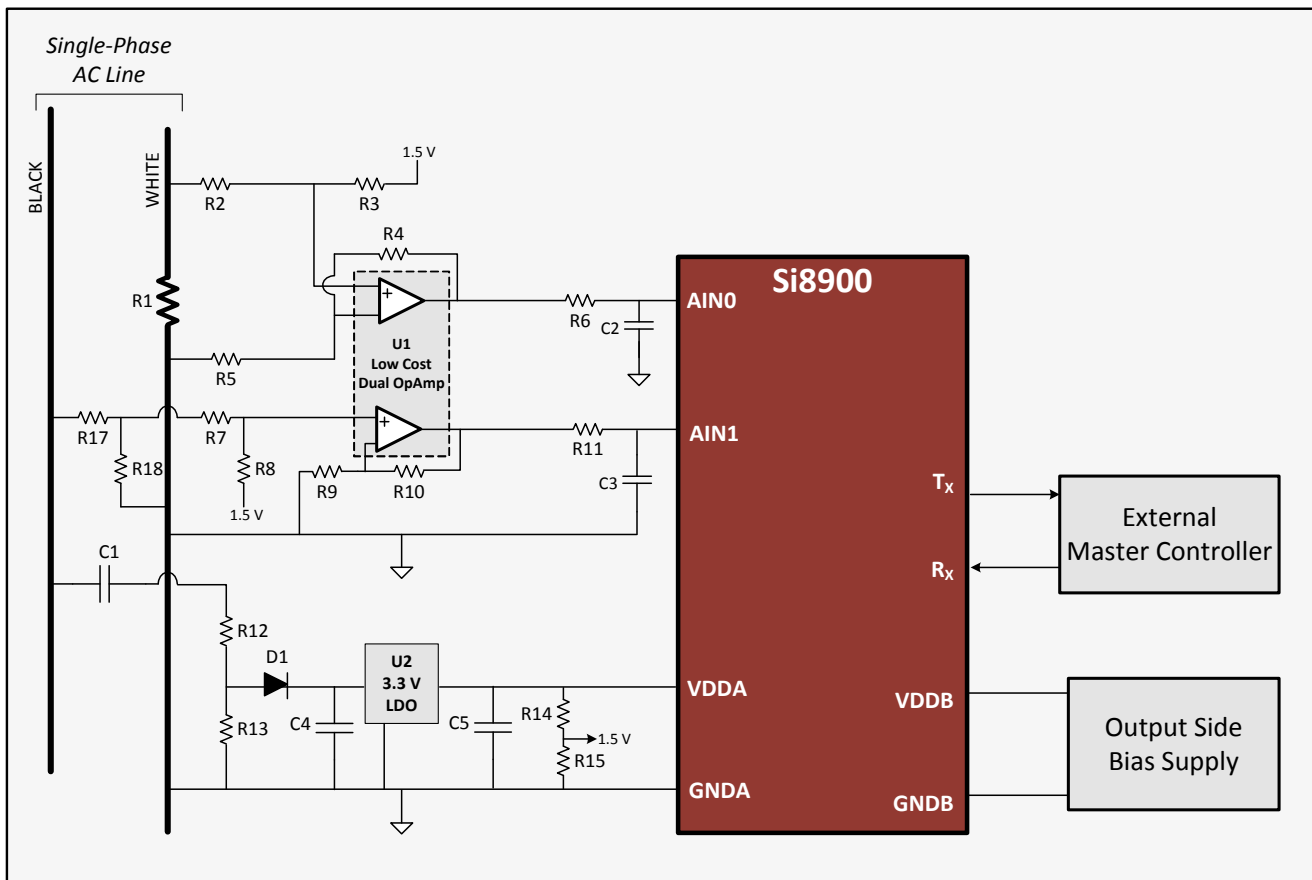 Single-Phase
AC Line
BLACK
WHITE
1.5 V
R2
R3
R4
R1
Si8900
AIN0
R6
C2
U1
Low Cost
Dual OpAmp
R5
R17
R7
AIN1
R11
R18
R8
R9
R10
C3
1.5 V
TX
External
Master Controller
RX
C1
R12
D1
U2
3.3 V
LDO
VDDA
VDDB
R13
C4
C5
R14
1.5 V
R15
Output Side
Bias Supply
GNDA
GNDB